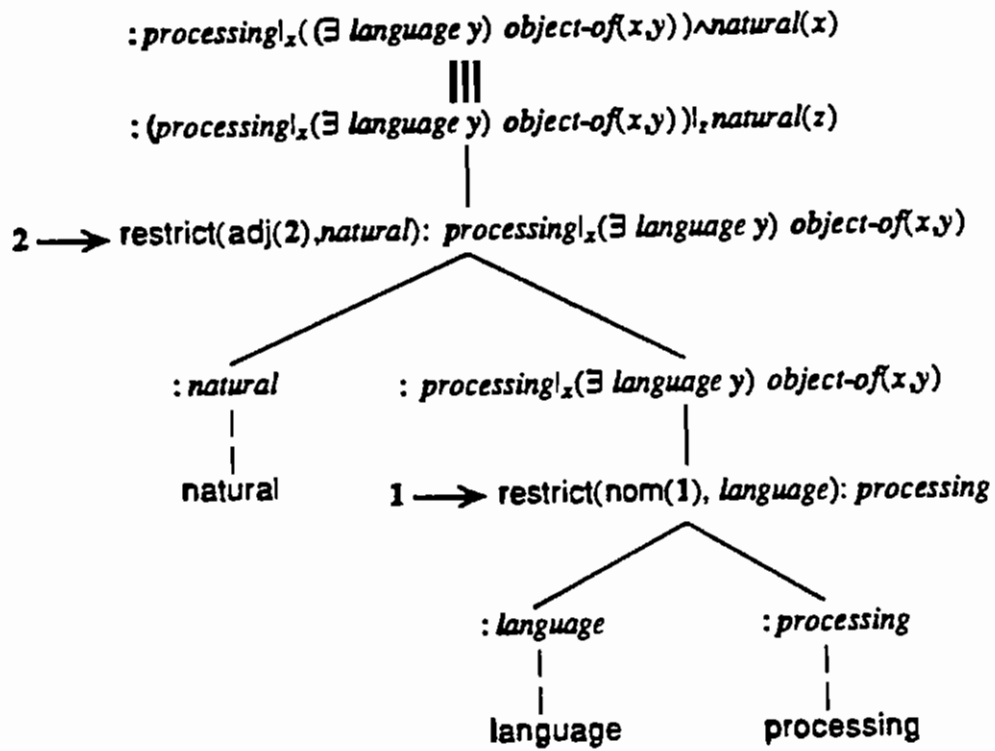 : processing|x((∃ language y) object-of(x,y))∧natural(x)
: (processing|x(∃ language y) object-of(x,y))|z natural(z)
2 → restrict(adj(2),natural): processing|x(∃ language y) object-of(x,y)
: natural : processing|x(∃ language y) object-of(x,y)
natural 1 → restrict(nom(1), language): processing
: language : processing
language processing